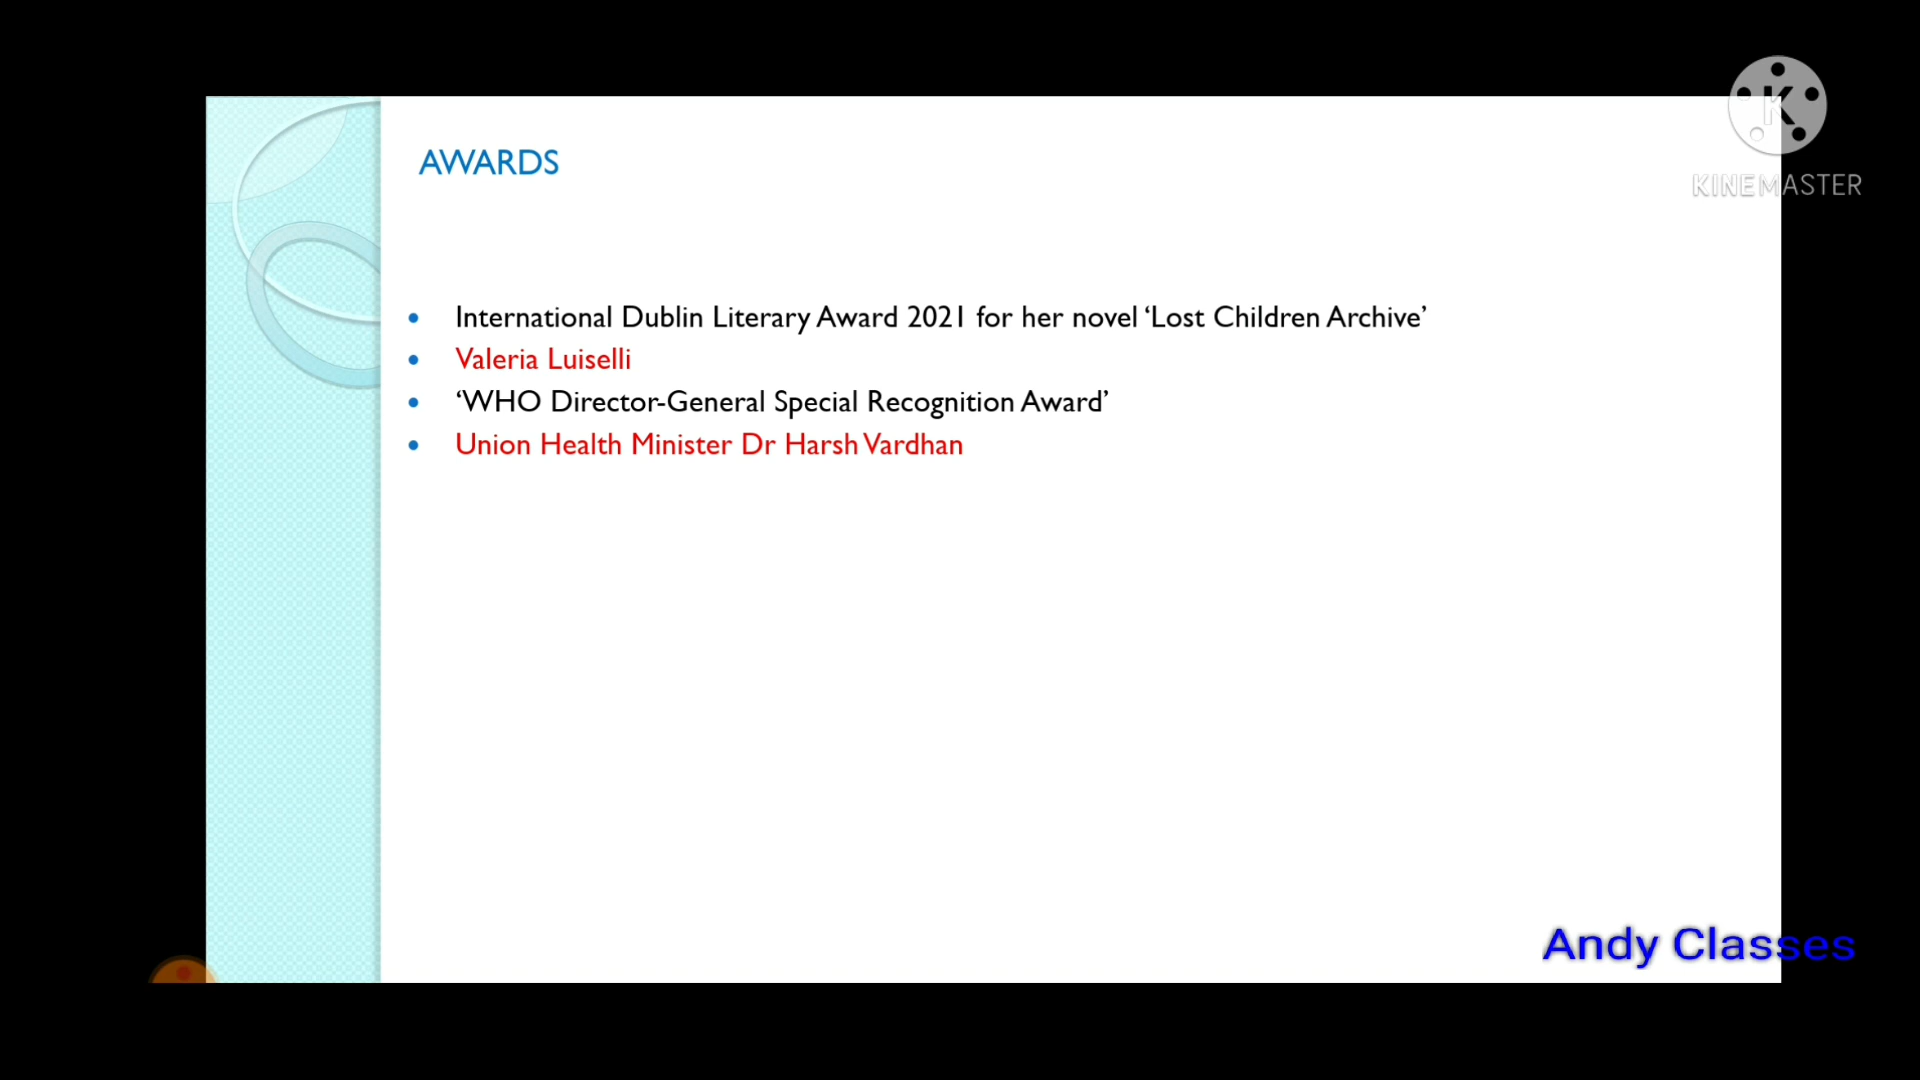 K
KINEMASTER
AWARDS
• International Dublin Literary Award 2021 for her novel ‘Lost Children Archive’
• Valeria Luiselli
• ‘WHO Director-General Special Recognition Award’
• Union Health Minister Dr Harsh Vardhan
Andy Classes